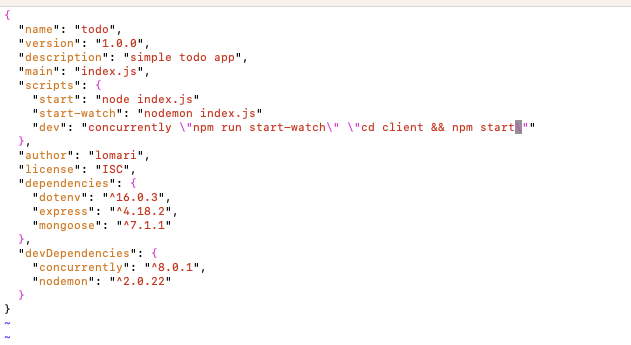 {
  "name": "todo",
  "version": "1.0.0",
  "description": "simple todo app",
  "main": "index.js",
  "scripts": {
    "start": "node index.js"
    "start-watch": "nodemon index.js"
    "dev": "concurrently \"npm run start-watch\" \"cd client && npm start\""
  },
  "author": "lomari",
  "license": "ISC",
  "dependencies": {
    "dotenv": "^16.0.3",
    "express": "^4.18.2",
    "mongoose": "^7.1.1"
  },
  "devDependencies": {
    "concurrently": "^8.0.1",
    "nodemon": "^2.0.22"
  }
}
~
~